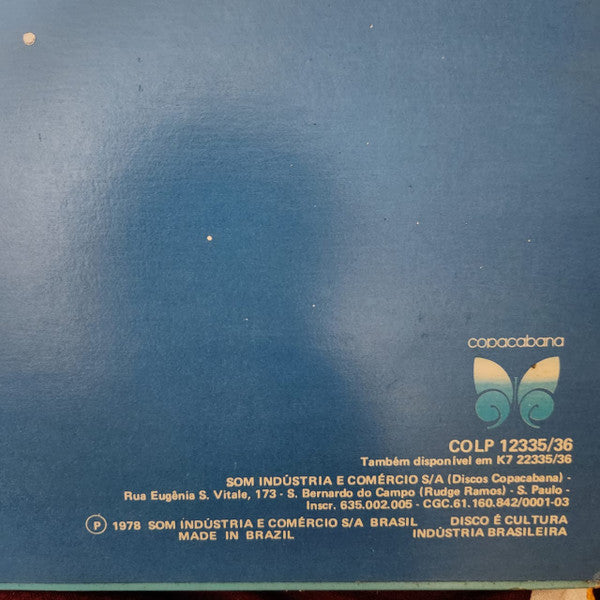 copacabana
COLP 12335/36
Também disponível em K7 22335/36
SOM INDÚSTRIA E COMÉRCIO S/A (Discos Copacabana) -
Rua Eugênia S. Vitale, 173 - S. Bernardo do Campo (Rudge Ramos) - S. Paulo -
Inscr. 635.002.005 - CGC.61.160.842/0001-03
℗ 1978 SOM INDÚSTRIA E COMÉRCIO S/A BRASIL DISCO É CULTURA
MADE IN BRAZIL INDÚSTRIA BRASILEIRA